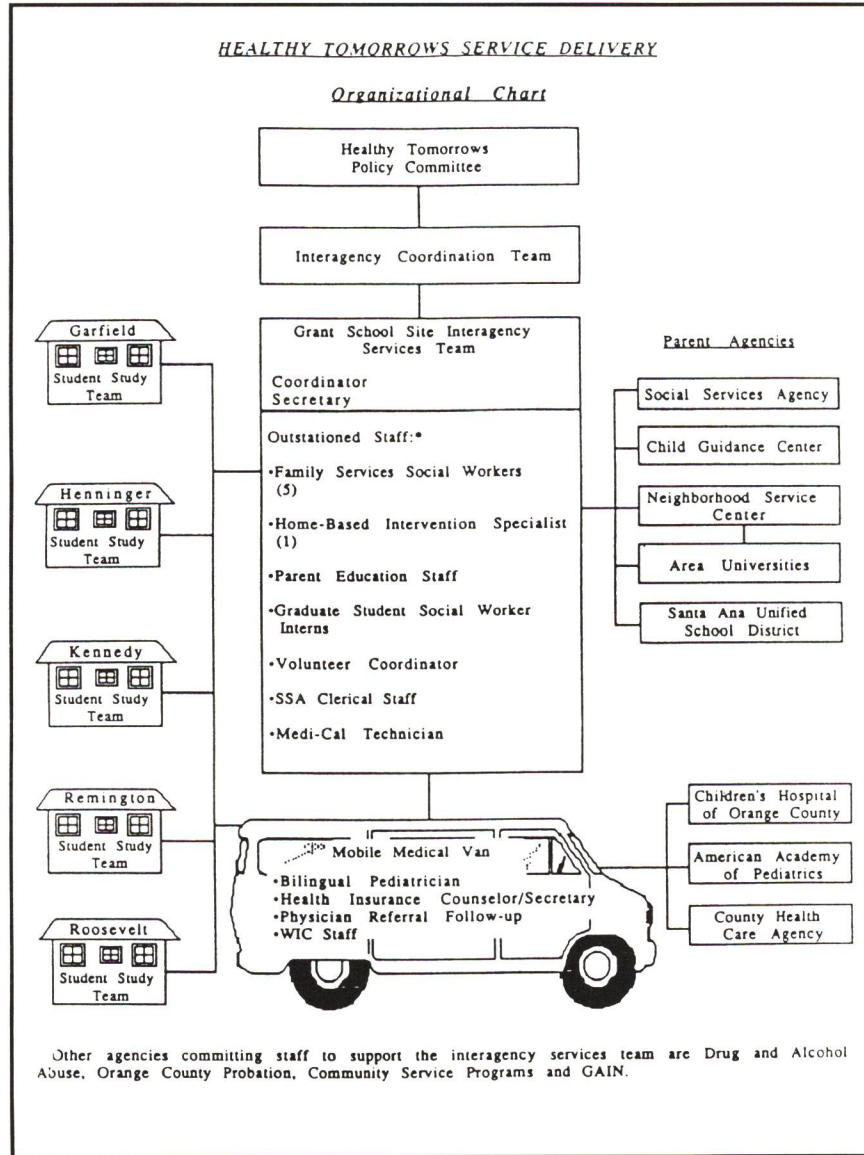 HEALTHY TOMORROWS SERVICE DELIVERY
Organizational Chart
Healthy Tomorrows
Policy Committee
Interagency Coordination Team
Grant School Site Interagency
Services Team
Coordinator
Secretary
Outstationed Staff:*
•Family Services Social Workers
(5)
•Home-Based Intervention Specialist
(1)
•Parent Education Staff
•Graduate Student Social Worker
Interns
•Volunteer Coordinator
•SSA Clerical Staff
•Medi-Cal Technician
Garfield
Student Study
Team
Henninger
Student Study
Team
Kennedy
Student Study
Team
Remington
Student Study
Team
Roosevelt
Student Study
Team
Parent Agencies
Social Services Agency
Child Guidance Center
Neighborhood Service
Center
Area Universities
Santa Ana Unified
School District
Mobile Medical Van
•Bilingual Pediatrician
•Health Insurance Counselor/Secretary
•Physician Referral Follow-up
•WIC Staff
Children's Hospital
of Orange County
American Academy
of Pediatrics
County Health
Care Agency
Other agencies committing staff to support the interagency services team are Drug and Alcohol
Abuse, Orange County Probation, Community Service Programs and GAIN.